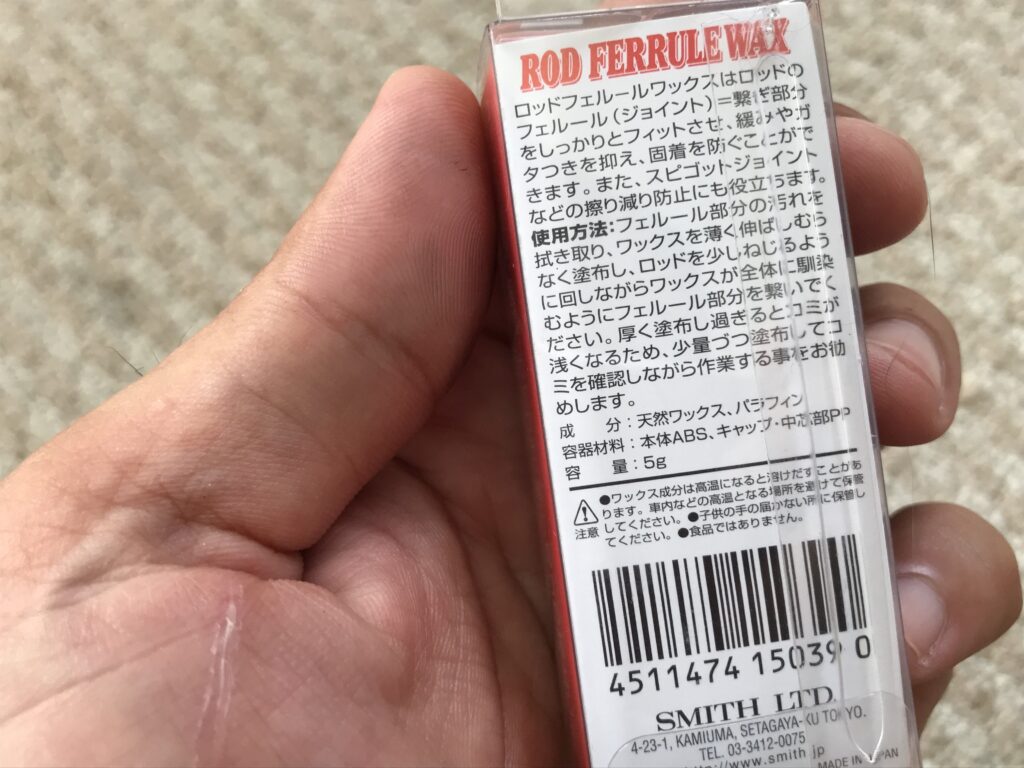 ROD FERRULE WAX
ロッドフェルールワックスはロッドの
フェルール(ジョイント)=繋ぎ部分
をしっかりとフィットさせ、緩みやガ
タつきを抑え、固着を防ぐことがで
きます。また、スピゴットジョイント
などの擦り減り防止にも役立ちます。
使用方法:フェルール部分の汚れを
拭き取り、ワックスを薄く伸ばしむら
なく塗布し、ロッドを少しねじるよう
に回しながらワックスが全体に馴染
むようにフェルール部分を繋いでく
ださい。厚く塗布し過ぎるとコミが
浅くなるため、少量づつ塗布してコ
ミを確認しながら作業する事をお勧
めします。
成 分:天然ワックス、パラフィン
容器材料:本体ABS、キャップ・中芯部PP
容 量:5g
●ワックス成分は高温になると溶けだすことがあ
ります。車内などの高温となる場所を避けて保管
してください。●子供の手の届かない所に保管し
てください。●食品ではありません。
注意
4511474 150390
SMITH LTD.
4-23-1, KAMIUMA, SETAGAYA-KU TOKYO.
TEL. 03-3412-0075
http://www.smith.jp
MADE IN JAPAN